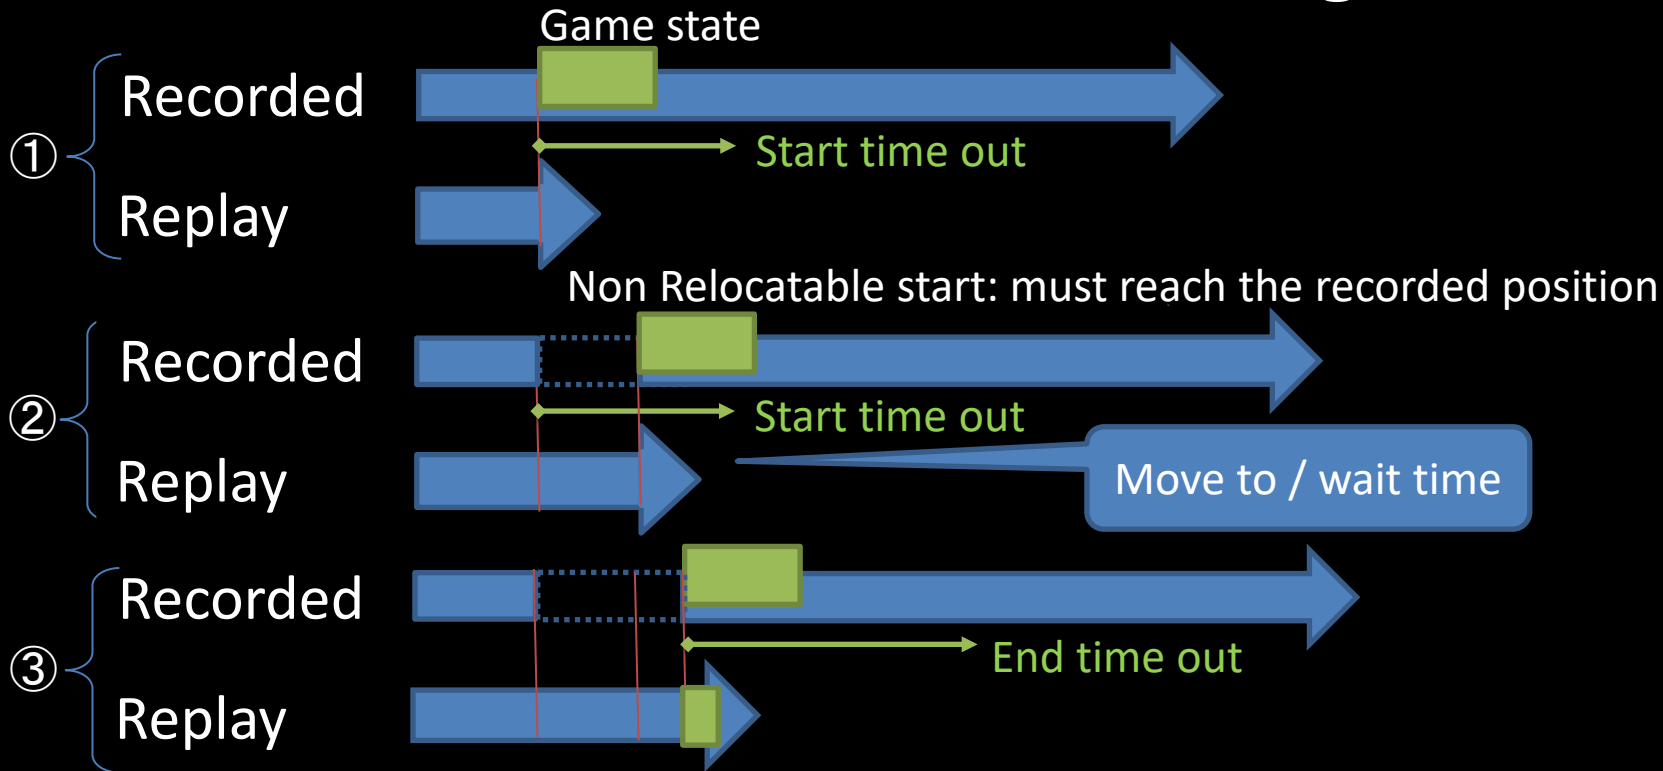 Game state
①
Recorded
Start time out
Replay
Non Relocatable start: must reach the recorded position
②
Recorded
Start time out
Replay
Move to / wait time
③
Recorded
End time out
Replay